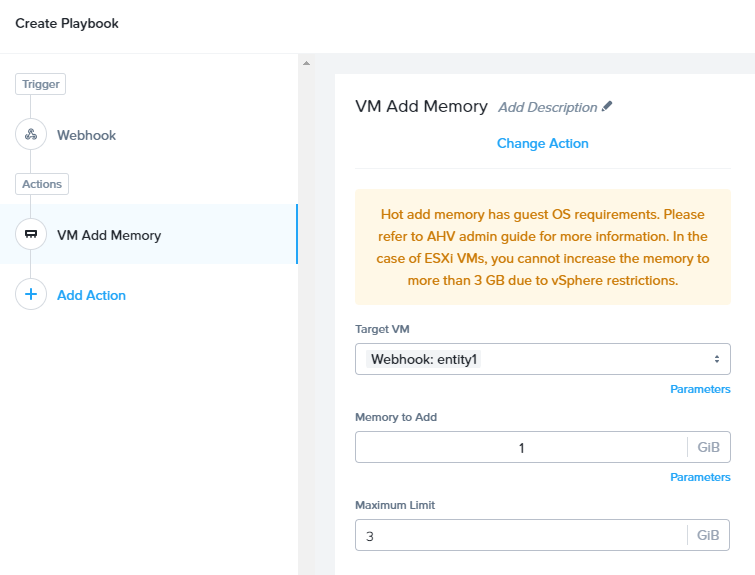 Create Playbook
Trigger
Webhook
Actions
VM Add Memory
Add Action
VM Add Memory Add Description
Change Action
Hot add memory has guest OS requirements. Please
refer to AHV admin guide for more information. In the
case of ESXi VMs, you cannot increase the memory to
more than 3 GB due to vSphere restrictions.
Target VM
Webhook: entity1
Parameters
Memory to Add
1 GiB
Parameters
Maximum Limit
3 GiB